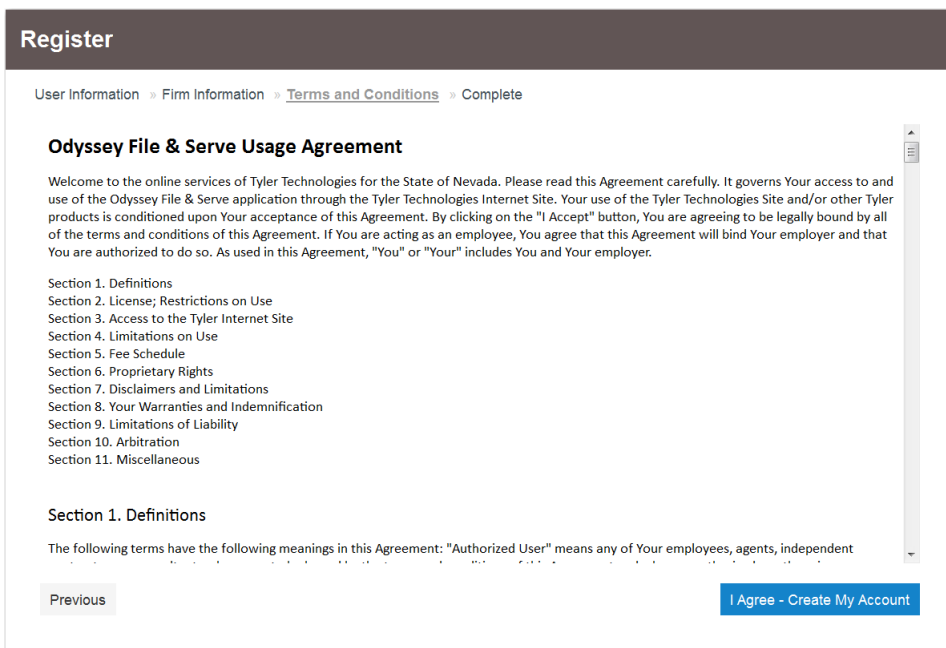 Register
User Information » Firm Information » Terms and Conditions » Complete
Odyssey File & Serve Usage Agreement
Welcome to the online services of Tyler Technologies for the State of Nevada. Please read this Agreement carefully. It governs Your access to and
use of the Odyssey File & Serve application through the Tyler Technologies Internet Site. Your use of the Tyler Technologies Site and/or other Tyler
products is conditioned upon Your acceptance of this Agreement. By clicking on the "I Accept" button, You are agreeing to be legally bound by all
of the terms and conditions of this Agreement. If You are acting as an employee, You agree that this Agreement will bind Your employer and that
You are authorized to do so. As used in this Agreement, "You" or "Your" includes You and Your employer.
Section 1. Definitions
Section 2. License; Restrictions on Use
Section 3. Access to the Tyler Internet Site
Section 4. Limitations on Use
Section 5. Fee Schedule
Section 6. Proprietary Rights
Section 7. Disclaimers and Limitations
Section 8. Your Warranties and Indemnification
Section 9. Limitations of Liability
Section 10. Arbitration
Section 11. Miscellaneous
Section 1. Definitions
The following terms have the following meanings in this Agreement: "Authorized User" means any of Your employees, agents, independent
Previous
I Agree - Create My Account